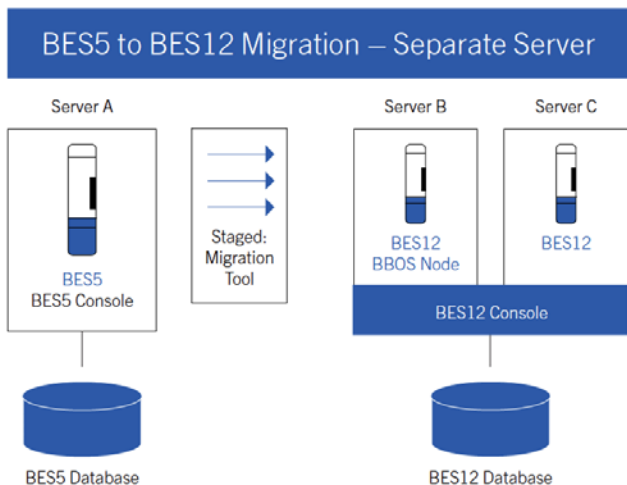 BES5 to BES12 Migration – Separate Server
Server A
Server B
Server C
BES5
BES5 Console
Staged:
Migration
Tool
BES12
BBOS Node
BES12
BES12 Console
BES5 Database
BES12 Database